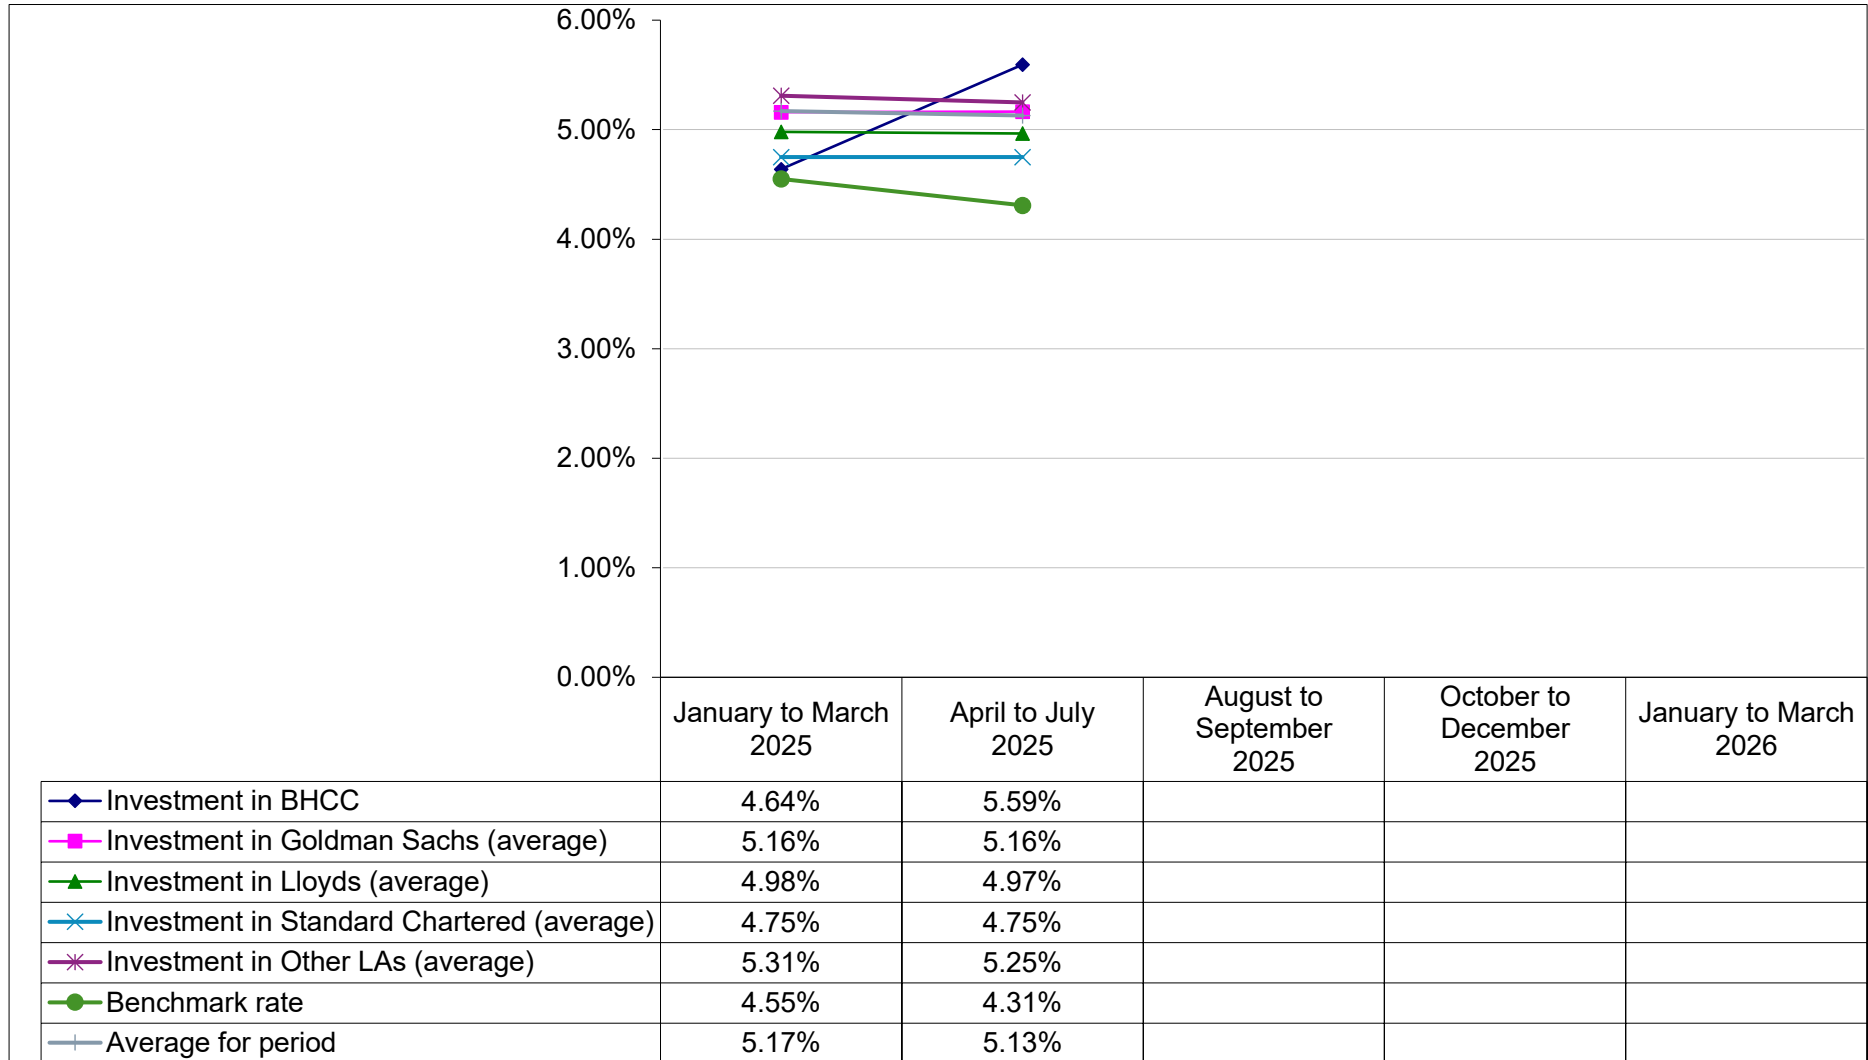 6.00%
5.00%
4.00%
3.00%
2.00%
1.00%
0.00%
January to March
2025
April to July
2025
August to
September
2025
October to
December
2025
January to March
2026
Investment in BHCC 4.64% 5.59%
Investment in Goldman Sachs (average) 5.16% 5.16%
Investment in Lloyds (average) 4.98% 4.97%
Investment in Standard Chartered (average) 4.75% 4.75%
Investment in Other LAs (average) 5.31% 5.25%
Benchmark rate 4.55% 4.31%
Average for period 5.17% 5.13%